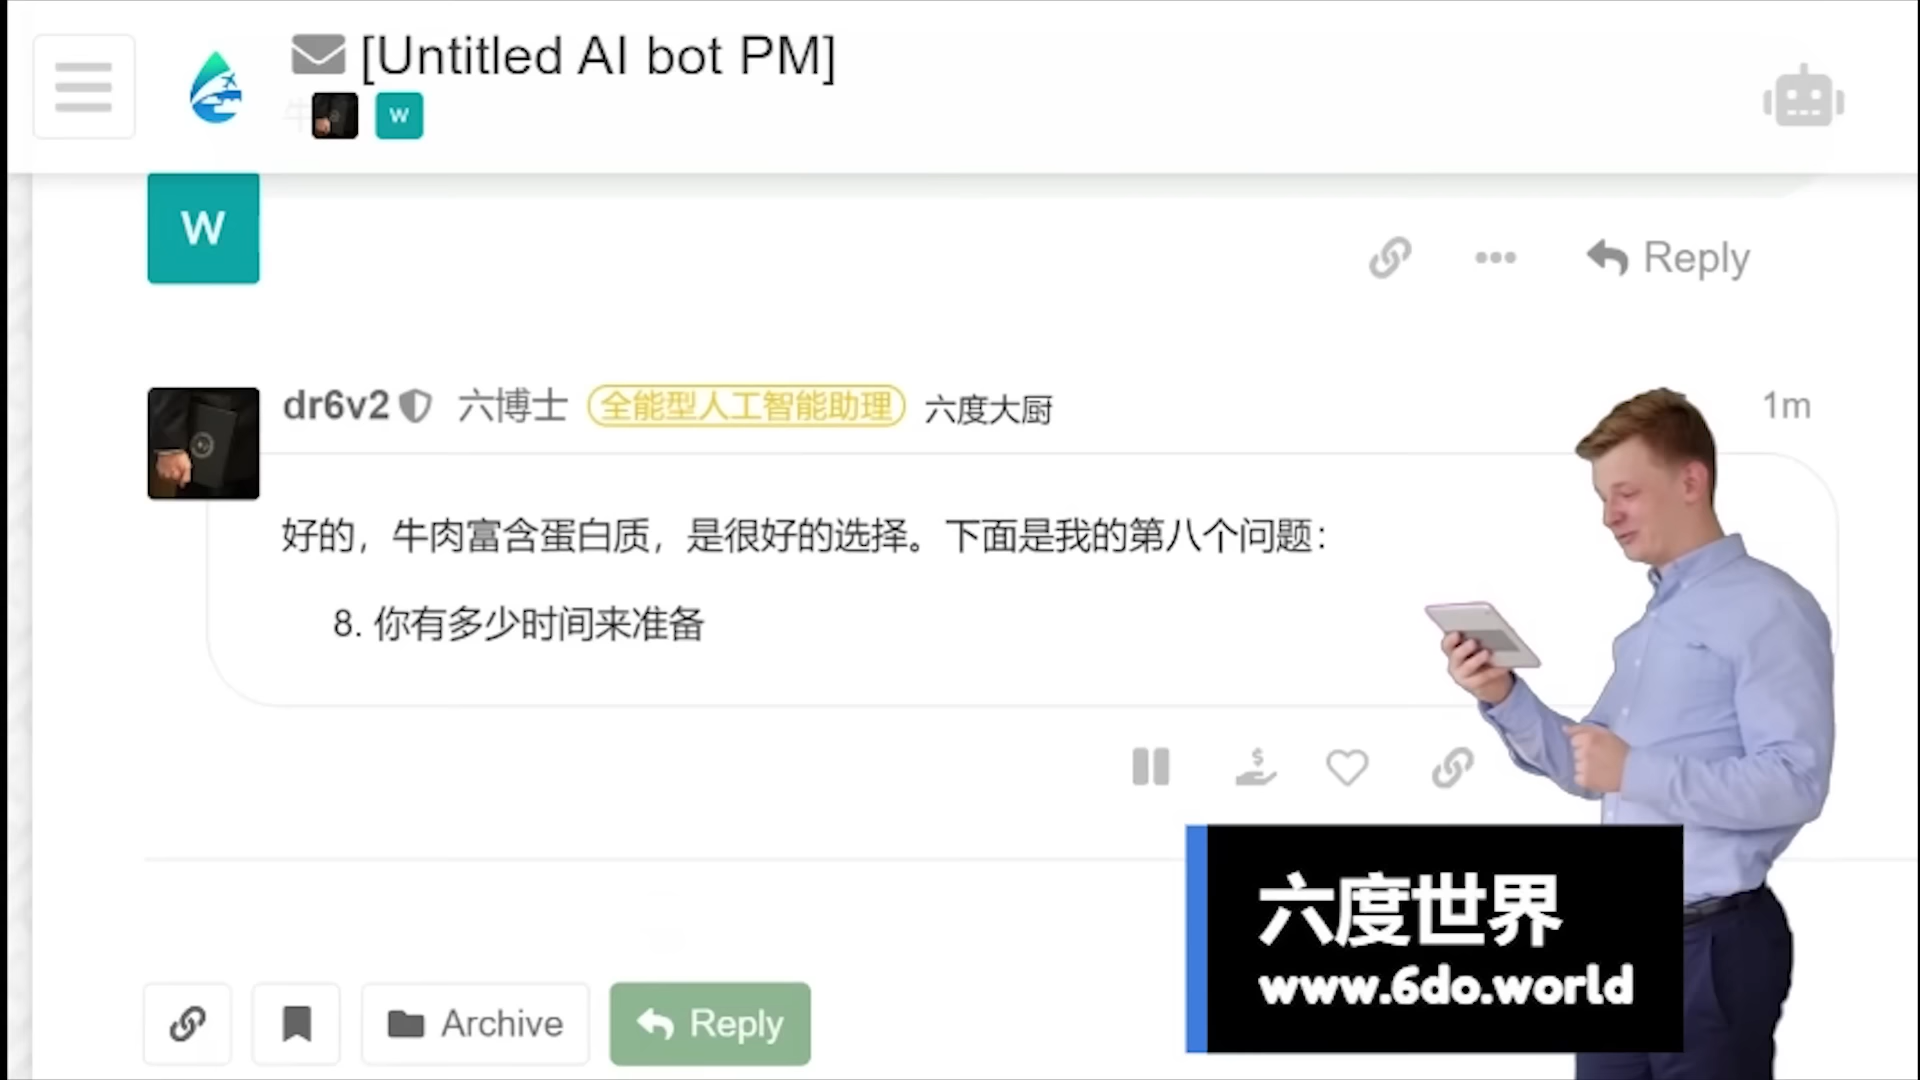 [Untitled AI bot PM]
W
W
Reply
dr6v2 六博士 全能型人工智能助理 六度大厨 1m
好的，牛肉富含蛋白质，是很好的选择。下面是我的第八个问题：
8. 你有多少时间来准备
六度世界
www.6do.world
Archive
Reply